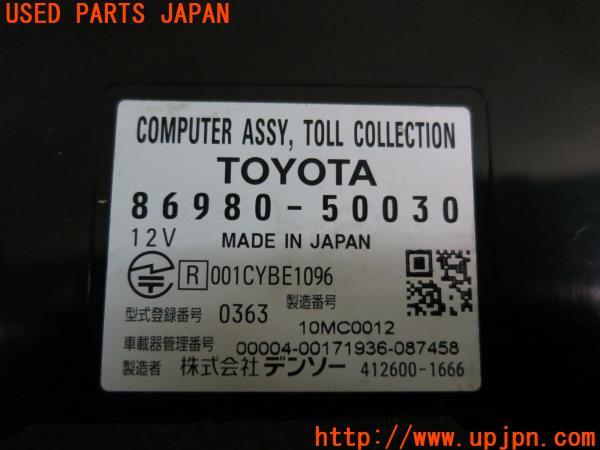 USED PARTS JAPAN
COMPUTER ASSY, TOLL COLLECTION
TOYOTA
86980-50030
12V MADE IN JAPAN
R 001CYBE1096
型式登録番号 0363 製造番号 10MC0012
車載器管理番号 00004-00171936-087458
製造者 株式会社デンソー 412600-1666
https://www.upjpn.com